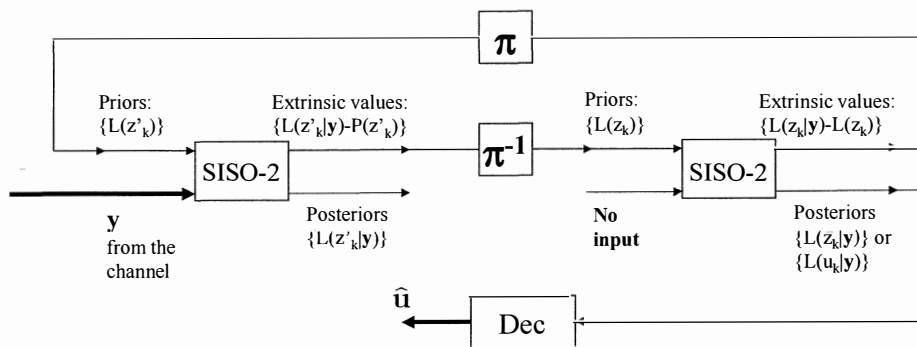 π
Priors:
{L(z'k)}
Extrinsic values:
{L(z'k|y)-P(z'k)}
SISO-2
π-1
Priors:
{L(zk)}
Extrinsic values:
{L(zk|y)-L(zk)}
SISO-2
y
from the
channel
Posteriors
{L(z'k|y)}
No
input
Posteriors
{L(zk|y)} or
{L(uk|y)}
û
Dec